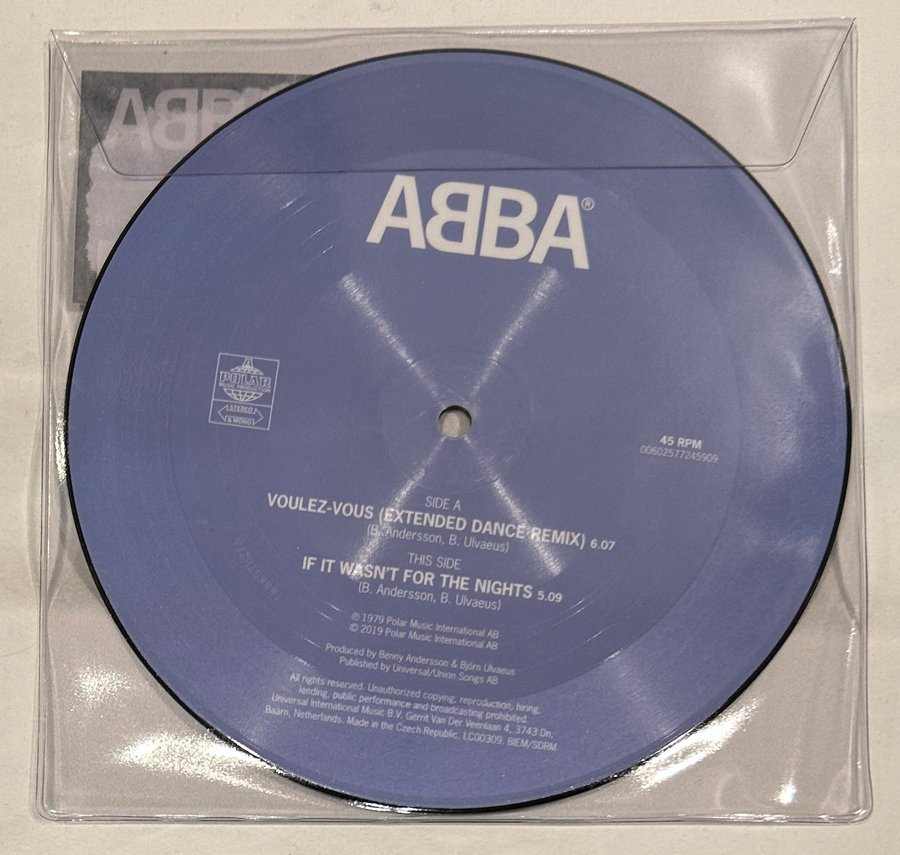 ABBA
ABBA®
POLAR
MUSIC PRODUCTION
STEREO
& MONO
45 RPM
00602577245909
SIDE A
VOULEZ-VOUS (EXTENDED DANCE REMIX) 6.07
(B. Andersson, B. Ulvaeus)
THIS SIDE
IF IT WASN'T FOR THE NIGHTS 5.09
(B. Andersson, B. Ulvaeus)
℗ 1979 Polar Music International AB
© 2019 Polar Music International AB
Produced by Benny Andersson & Björn Ulvaeus
Published by Universal/Union Songs AB
All rights reserved. Unauthorized copying, reproduction, hiring,
lending, public performance and broadcasting prohibited.
Universal International Music B.V. Gerrit Van Der Veenlaan 4, 3743 Dn,
Baarn, Netherlands. Made in the Czech Republic. LC00309. BIEM/SDRM